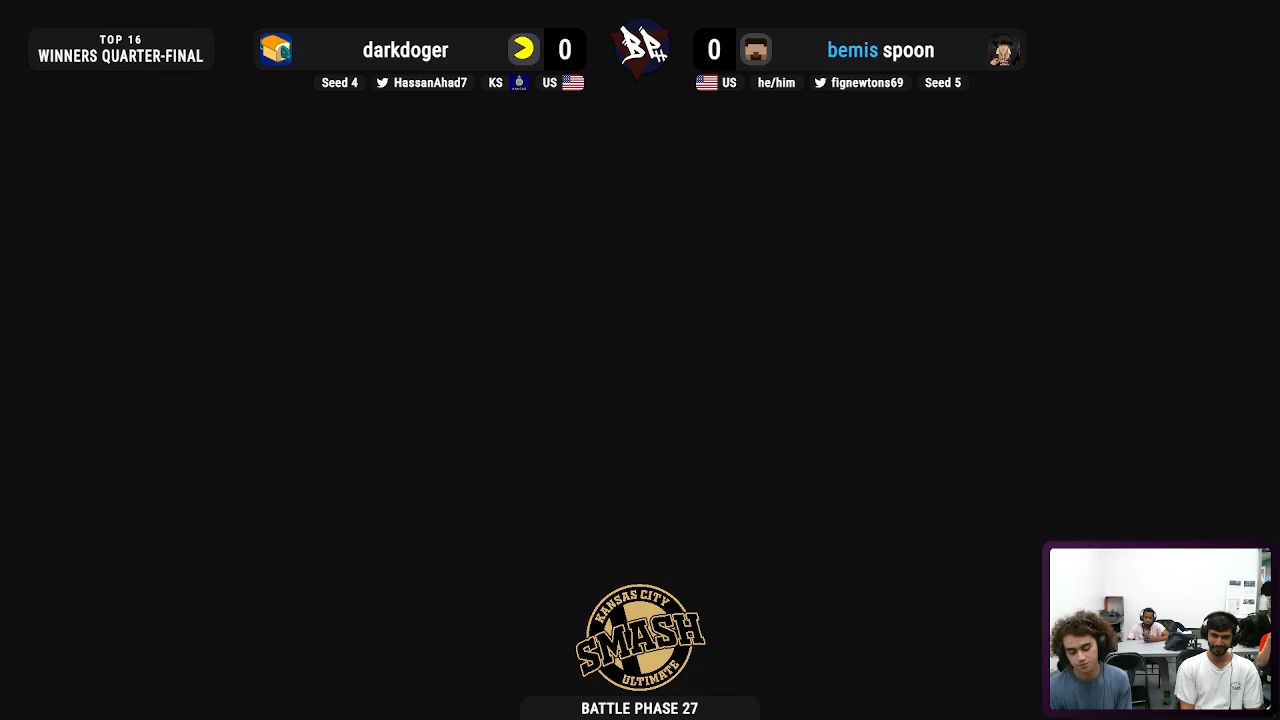 TOP 16
WINNERS QUARTER-FINAL
darkdoger
0
BP
0
bemis spoon
Seed 4
HassanAhad7
KS
US
US
he/him
fignewtons69
Seed 5
KANSAS CITY
SMASH
ULTIMATE
BATTLE PHASE 27